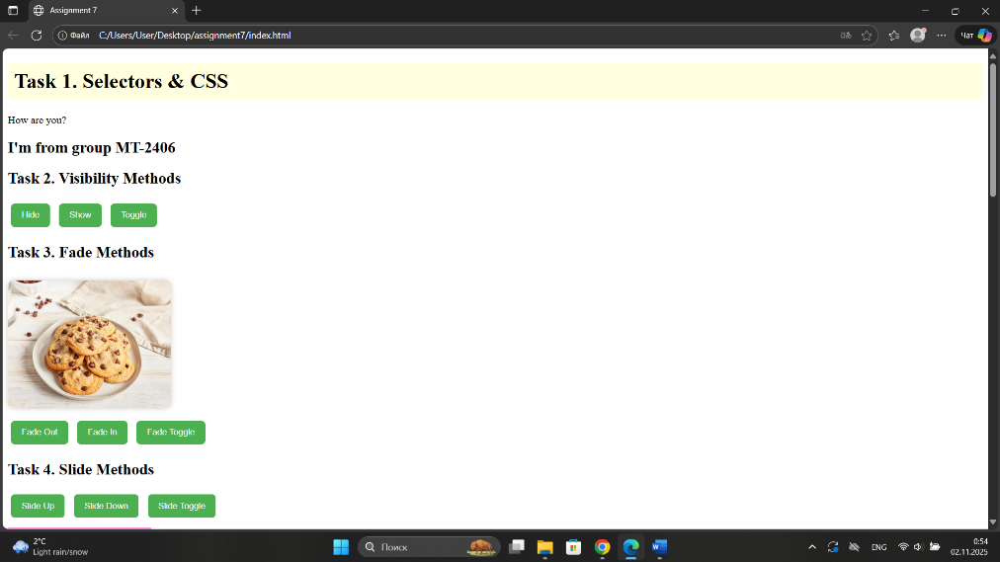 Assignment 7
Файл C:/Users/User/Desktop/assignment7/index.html
Чат
Task 1. Selectors & CSS
How are you?
I'm from group MT-2406
Task 2. Visibility Methods
Hide Show Toggle
Task 3. Fade Methods
Fade Out Fade In Fade Toggle
Task 4. Slide Methods
Slide Up Slide Down Slide Toggle
2°C
Light rain/snow
Поиск
ENG
0:54
02.11.2025